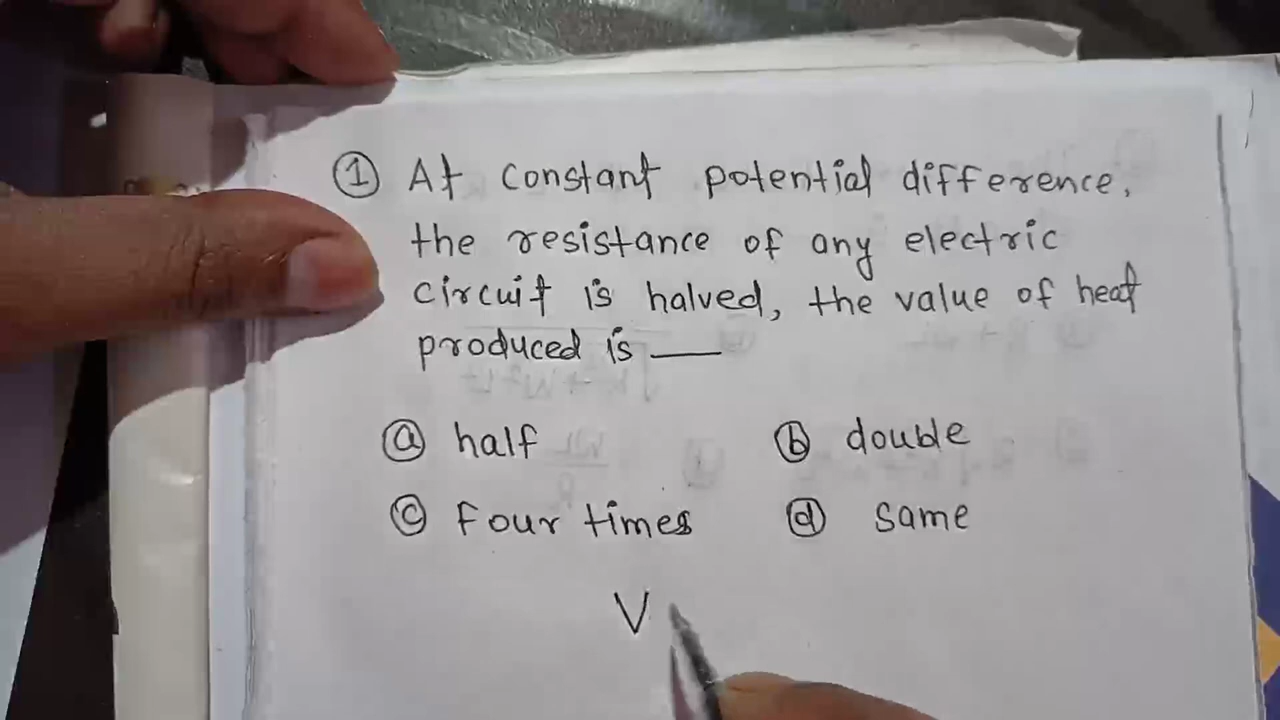 ① At constant potential difference,
the resistance of any electric
circuit is halved, the value of heat
produced is —
ⓐ half ⓑ double
ⓒ Four times ⓓ same
V